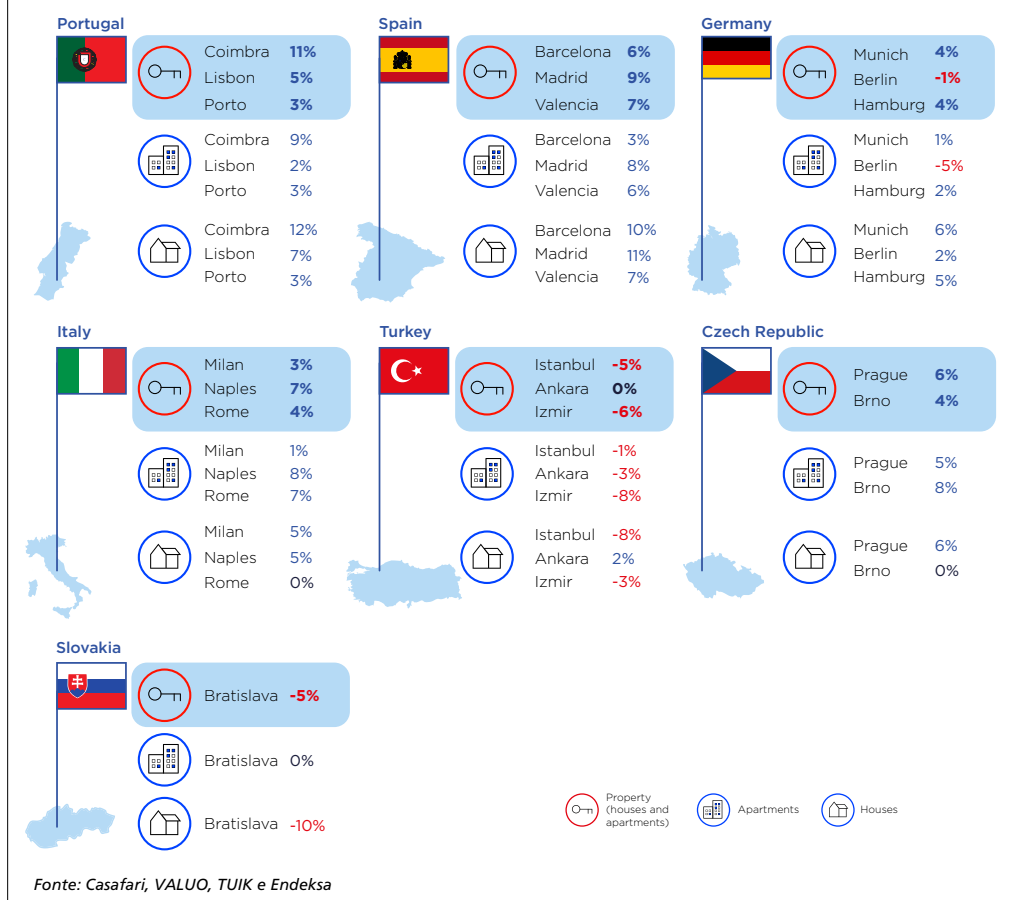 Portugal
Coimbra 11%
Lisbon 5%
Porto 3%
Coimbra 9%
Lisbon 2%
Porto 3%
Coimbra 12%
Lisbon 7%
Porto 3%
Spain
Barcelona 6%
Madrid 9%
Valencia 7%
Barcelona 3%
Madrid 8%
Valencia 6%
Barcelona 10%
Madrid 11%
Valencia 7%
Germany
Munich 4%
Berlin -1%
Hamburg 4%
Munich 1%
Berlin -5%
Hamburg 2%
Munich 6%
Berlin 2%
Hamburg 5%
Italy
Milan 3%
Naples 7%
Rome 4%
Milan 1%
Naples 8%
Rome 7%
Milan 5%
Naples 5%
Rome 0%
Turkey
Istanbul -5%
Ankara 0%
Izmir -6%
Istanbul -1%
Ankara -3%
Izmir -8%
Istanbul -8%
Ankara 2%
Izmir -3%
Czech Republic
Prague 6%
Brno 4%
Prague 5%
Brno 8%
Prague 6%
Brno 0%
Slovakia
Bratislava -5%
Bratislava 0%
Bratislava -10%
Property
(houses and
apartments)
Apartments
Houses
Fonte: Casafari, VALUO, TUIK e Endeksa